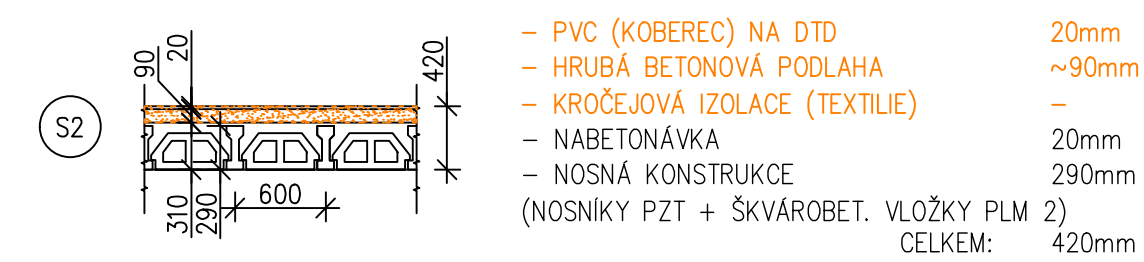 90
20
420
S2
310
290
600
– PVC (KOBEREC) NA DTD 20mm
– HRUBÁ BETONOVÁ PODLAHA ~90mm
– KROČEJOVÁ IZOLACE (TEXTILIE) –
– NABETONÁVKA 20mm
– NOSNÁ KONSTRUKCE 290mm
(NOSNÍKY PZT + ŠKVÁROBET. VLOŽKY PLM 2)
CELKEM: 420mm